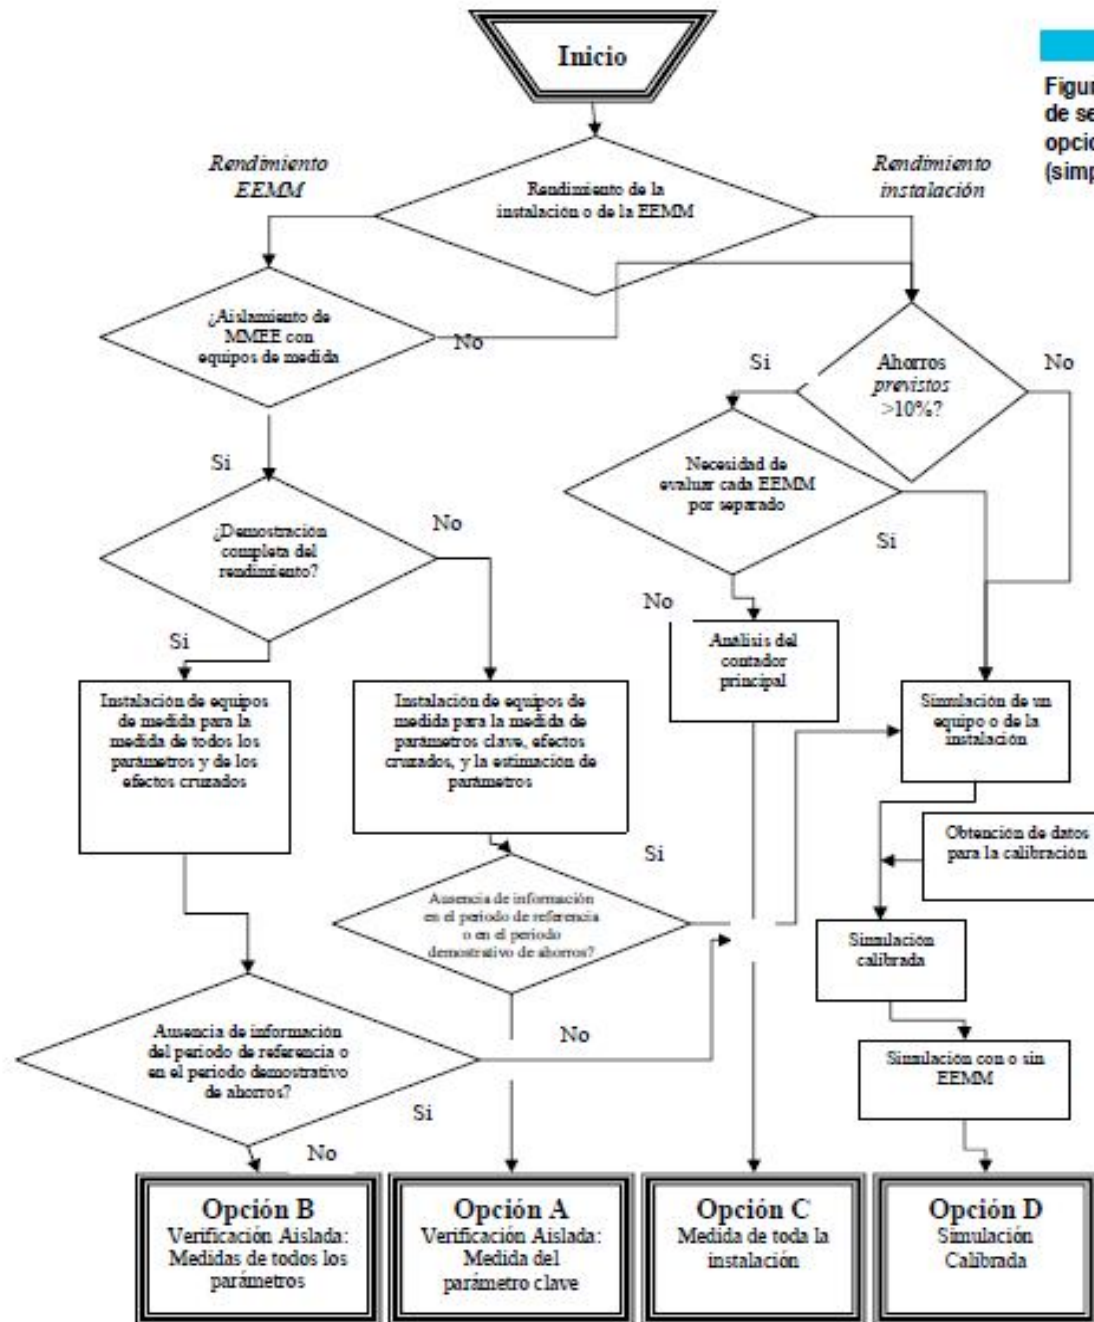 Inicio
Figur
de se
opcio
(simp
Rendimiento
EEMM
Rendimiento
instalación
Rendimiento de la
instalación o de la EEMM
¿Aislamiento de
MMEE con
equipos de medida
No
Si
Ahorros
previstos
>10%?
No
Si
Necesidad de
evaluar cada EEMM
por separado
No
¿Demostración
completa del
rendimiento?
Si
No
Si
Análisis del
contador
principal
Instalación de equipos
de medida para la
medida de todos los
parámetros y de los
efectos cruzados
Instalación de equipos de
medida para la medida de
parámetros clave, efectos
cruzados, y la estimación de
parámetros
Simulación de un
equipo o de la
instalación
Obtención de datos
para la calibración
Si
Ausencia de información
en el periodo de referencia
o en el periodo
demostrativo de ahorros?
Simulación
calibrada
No
Ausencia de información
del periodo de referencia o
en el periodo demostrativo
de ahorros?
Simulación con o sin
EEMM
Si
No
Opción B
Verificación Aislada:
Medidas de todos los
parámetros
Opción A
Verificación Aislada:
Medida del
parámetro clave
Opción C
Medida de toda la
instalación
Opción D
Simulación
Calibrada